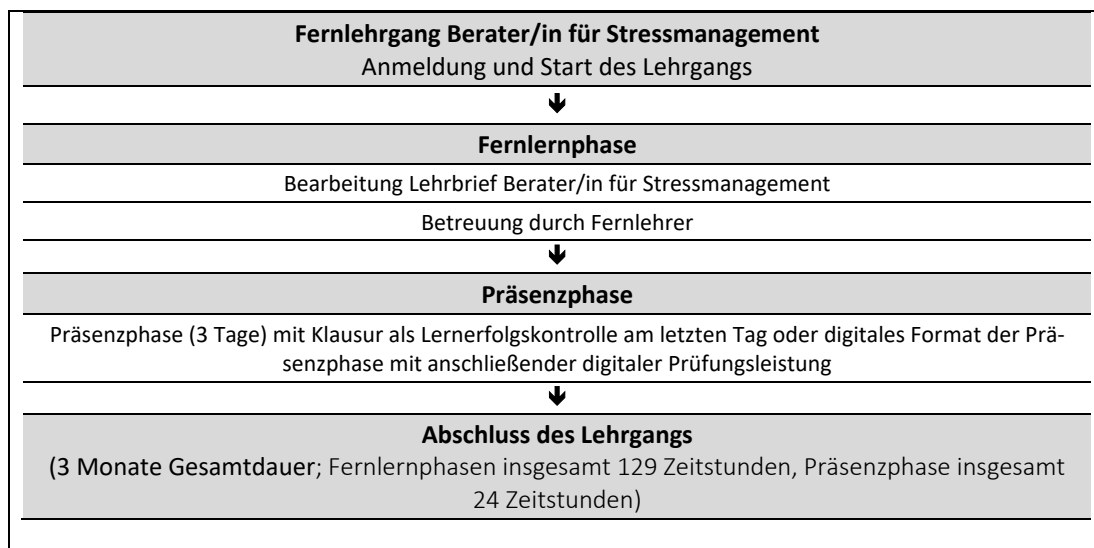 Fernlehrgang Berater/in für Stressmanagement
Anmeldung und Start des Lehrgangs
🡻
Fernlernphase
Bearbeitung Lehrbrief Berater/in für Stressmanagement
Betreuung durch Fernlehrer
🡻
Präsenzphase
Präsenzphase (3 Tage) mit Klausur als Lernerfolgskontrolle am letzten Tag oder digitales Format der Prä-
senzphase mit anschließender digitaler Prüfungsleistung
🡻
Abschluss des Lehrgangs
(3 Monate Gesamtdauer; Fernlernphasen insgesamt 129 Zeitstunden, Präsenzphase insgesamt
24 Zeitstunden)